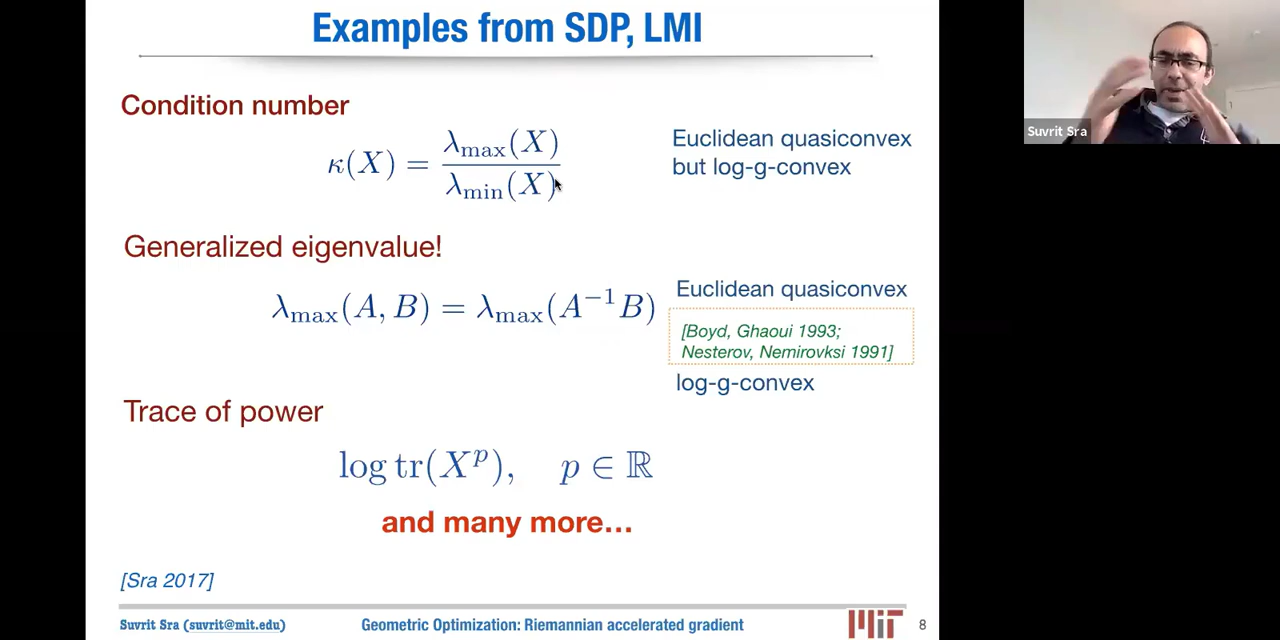 Examples from SDP, LMI
Condition number
κ(X) = λmax(X) / λmin(X)
Euclidean quasiconvex
but log-g-convex
Generalized eigenvalue!
λmax(A, B) = λmax(A⁻¹B)
Euclidean quasiconvex
[Boyd, Ghaoui 1993;
Nesterov, Nemirovksi 1991]
log-g-convex
Trace of power
log tr(Xᵖ), p ∈ ℝ
and many more…
[Sra 2017]
Suvrit Sra (suvrit@mit.edu)
Geometric Optimization: Riemannian accelerated gradient
MIT
8
Suvrit Sra